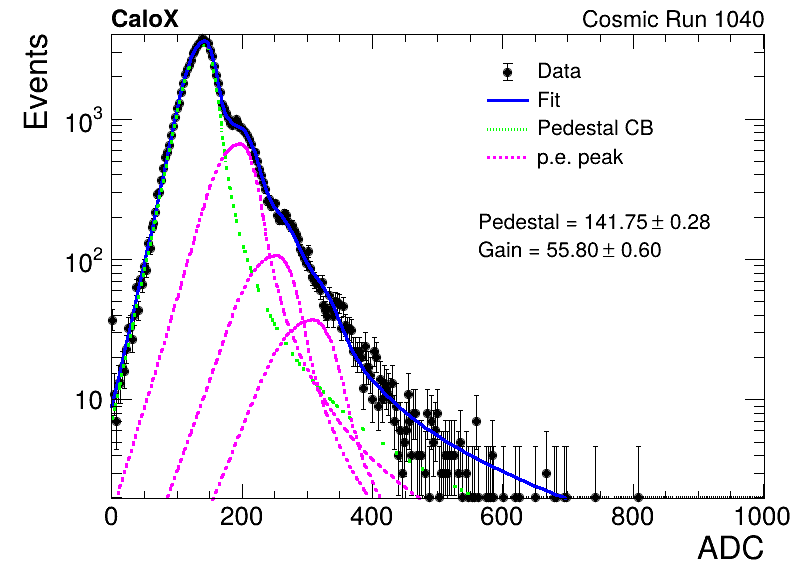 CaloX Cosmic Run 1040
Events
Data
Fit
Pedestal CB
p.e. peak
Pedestal = 141.75 ± 0.28
Gain = 55.80 ± 0.60
10³
10²
10
0 200 400 600 800 1000
ADC